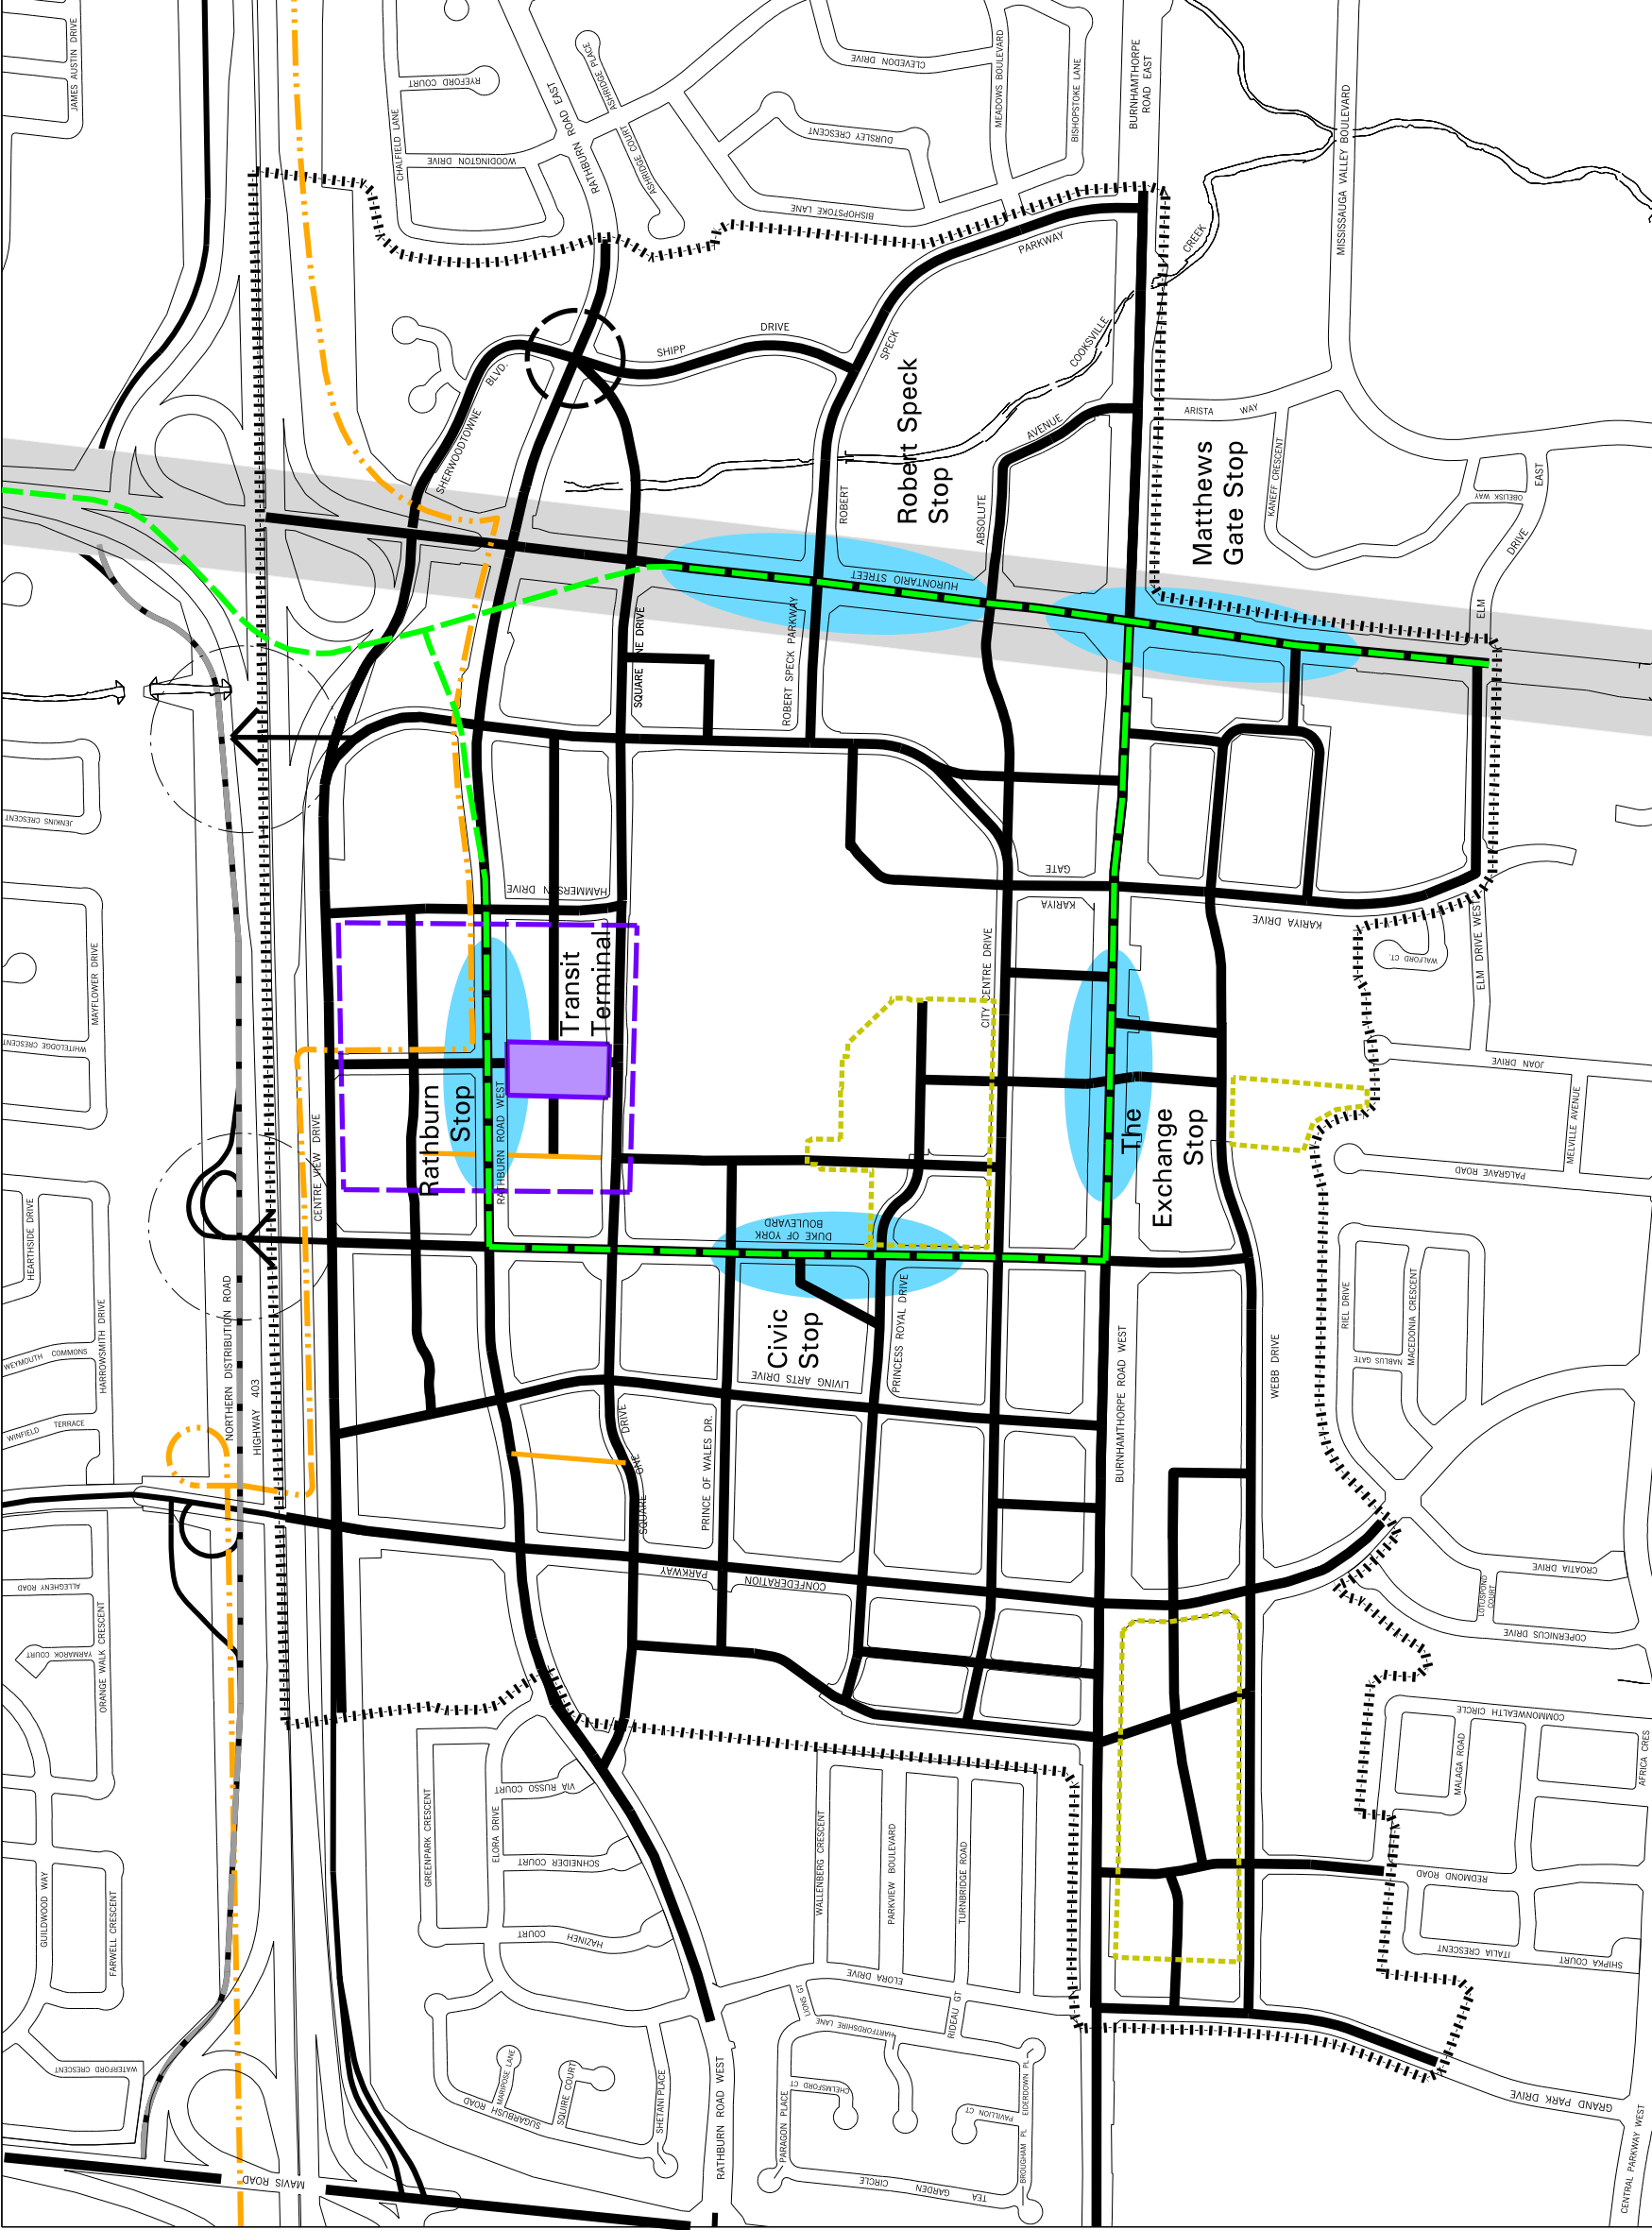 JAMES AUSTIN DRIVE
RYEFORD COURT
CHALFIELD LANE
WOODINGTON DRIVE
RATHBURN ROAD EAST
RATHBURN
ASHRIDGE PLACE
ASHRIDGE COURT
ASHRIDGE COURT
CLEVEDON DRIVE
DURSLEY CRESCENT
BISHOPSTOKE LANE
MEADOWS BOULEVARD
BISHOPSTOKE LANE
BURNHAMTHORPE
ROAD EAST
MISSISSAUGA VALLEY BOULEVARD
CREEK
COOKSVILLE
PARKWAY
SPECK
ROBERT
SHIPP
DRIVE
SHERWOODTOWNE
BLVD.
Robert Speck
Stop
AVENUE
ABSOLUTE
ARISTA WAY
KANEFF CRESCENT
OBELISK WAY
EAST
DRIVE
ELM
Matthews
Gate Stop
HURONTARIO STREET
ROBERT SPECK PARKWAY
SQUARE
NE DRIVE
JENKINS CRESCENT
MAYFLOWER DRIVE
WHITELODGE CRESCENT
HAMMERSON DRIVE
GATE
KARIYA
KARIYA DRIVE
WALFORD CT.
ELM DRIVE WEST
JOAN DRIVE
MELVILLE AVENUE
PALGRAVE ROAD
CITY CENTRE DRIVE
Transit
Terminal
Rathburn
Stop
RATHBURN ROAD WEST
CENTRE VIEW DRIVE
The
Exchange
Stop
DUKE OF YORK
BOULEVARD
Civic
Stop
LIVING ARTS DRIVE
PRINCESS ROYAL DRIVE
HEARTHSIDE DRIVE
HARROWSMITH DRIVE
WEYMOUTH COMMONS
WINFIELD TERRACE
NORTHERN DISTRIBUTION ROAD
HIGHWAY 403
SQUARE ONE DRIVE
PRINCE OF WALES DR.
BURNHAMTHORPE ROAD WEST
WEBB DRIVE
RIEL DRIVE
NABLUS GATE
MACEDONIA CRESCENT
CONFEDERATION PARKWAY
CROATIA DRIVE
LOTUSPOND
COURT
COPERNICUS DRIVE
ALLEGHENY ROAD
YARMAROK COURT
ORANGE WALK CRESCENT
COMMONWEALTH CIRCLE
MALAGA ROAD
AFRICA CRES
GREENPARK CRESCENT
ELORA DRIVE
VIA RUSSO COURT
SCHNEIDER COURT
HAZINEH COURT
WALLENBERG CRESCENT
PARKVIEW BOULEVARD
TURNBRIDGE ROAD
REDMOND ROAD
ITALIA CRESCENT
SHIPKA COURT
GUILDWOOD WAY
FARWELL CRESCENT
WATERFORD CRESCENT
ELORA DRIVE
LIONS GT
HARTFORDSHIRE LANE
RIDEAU GT
SUGARBUSH ROAD
MARIPOSE LANE
SQUIRE COURT
SHETANI PLACE
RATHBURN ROAD WEST
PARAGON PLACE
CHELMSFORD CT
PAVILLION CT
EIDERDOWN PL
BROUGHAM PL
TEA GARDEN CIRCLE
GRAND PARK DRIVE
CENTRAL PARKWAY WEST
MAVIS ROAD